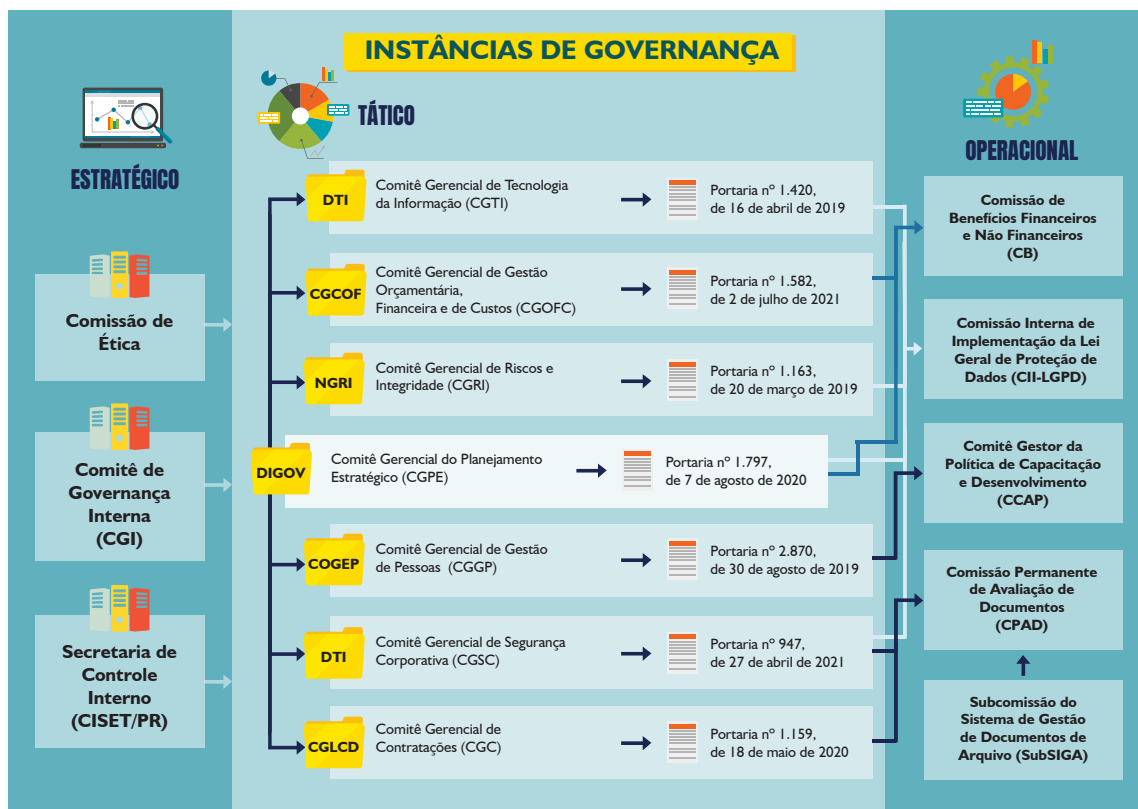 INSTÂNCIAS DE GOVERNANÇA
ESTRATÉGICO
Comissão de
Ética
Comitê de
Governança
Interna
(CGI)
Secretaria de
Controle
Interno
(CISET/PR)
TÁTICO
DTI
Comitê Gerencial de Tecnologia
da Informação (CGTI)
Portaria nº 1.420,
de 16 de abril de 2019
CGCOF
Comitê Gerencial de Gestão
Orçamentária,
Financeira e de Custos (CGOFC)
Portaria nº 1.582,
de 2 de julho de 2021
NGRI
Comitê Gerencial de Riscos e
Integridade (CGRI)
Portaria nº 1.163,
de 20 de março de 2019
DIGOV
Comitê Gerencial do Planejamento
Estratégico (CGPE)
Portaria nº 1.797,
de 7 de agosto de 2020
COGEP
Comitê Gerencial de Gestão
de Pessoas (CGGP)
Portaria nº 2.870,
de 30 de agosto de 2019
DTI
Comitê Gerencial de Segurança
Corporativa (CGSC)
Portaria nº 947,
de 27 de abril de 2021
CGLCD
Comitê Gerencial de
Contratações (CGC)
Portaria nº 1.159,
de 18 de maio de 2020
OPERACIONAL
Comissão de
Benefícios Financeiros
e Não Financeiros
(CB)
Comissão Interna de
Implementação da Lei
Geral de Proteção de
Dados (CII-LGPD)
Comitê Gestor da
Política de Capacitação
e Desenvolvimento
(CCAP)
Comissão Permanente
de Avaliação de
Documentos
(CPAD)
Subcomissão do
Sistema de Gestão
de Documentos de
Arquivo (SubSIGA)